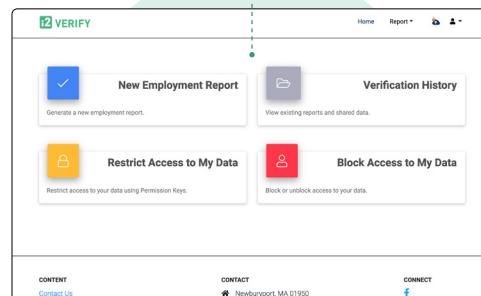 i2 VERIFY
Home Report
New Employment Report
Generate a new employment report.
Verification History
View existing reports and shared data.
Restrict Access to My Data
Restrict access to your data using Permission Keys.
Block Access to My Data
Block or unblock access to your data.
CONTENT
Contact Us
CONTACT
Newburyport, MA 01950
CONNECT